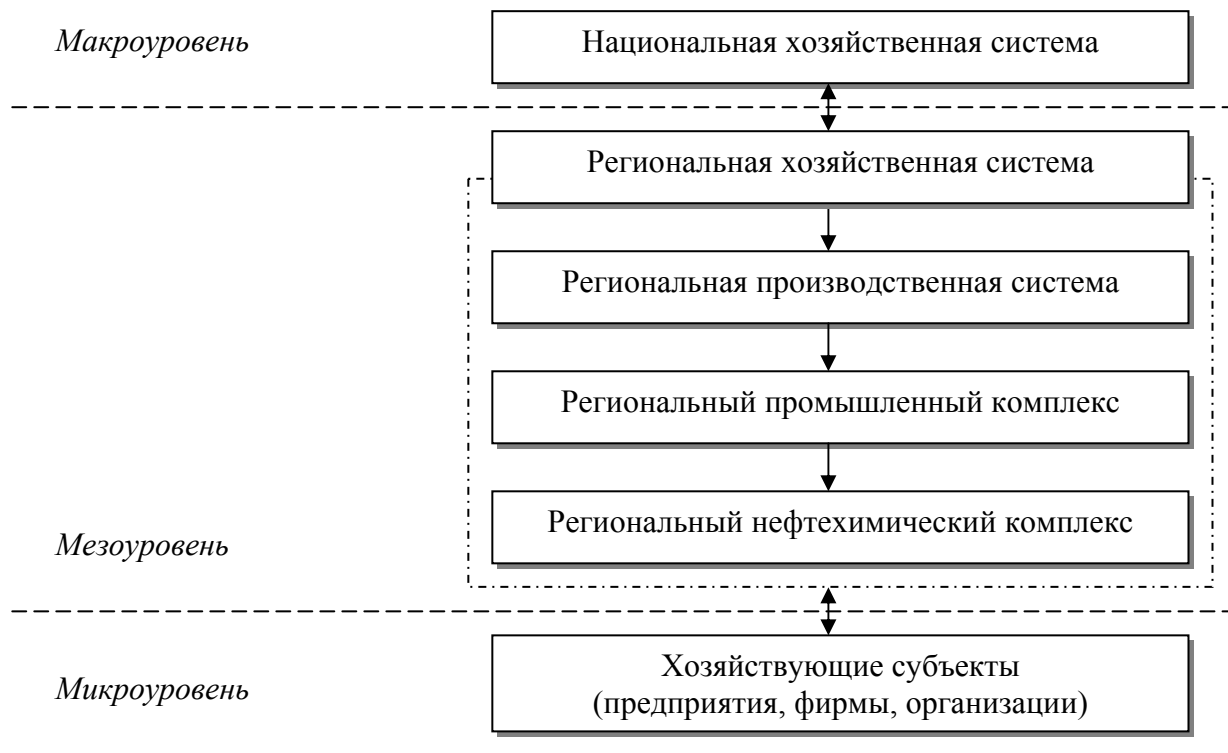 Макроуровень
Национальная хозяйственная система
Региональная хозяйственная система
Региональная производственная система
Региональный промышленный комплекс
Региональный нефтехимический комплекс
Мезоуровень
Хозяйствующие субъекты
(предприятия, фирмы, организации)
Микроуровень